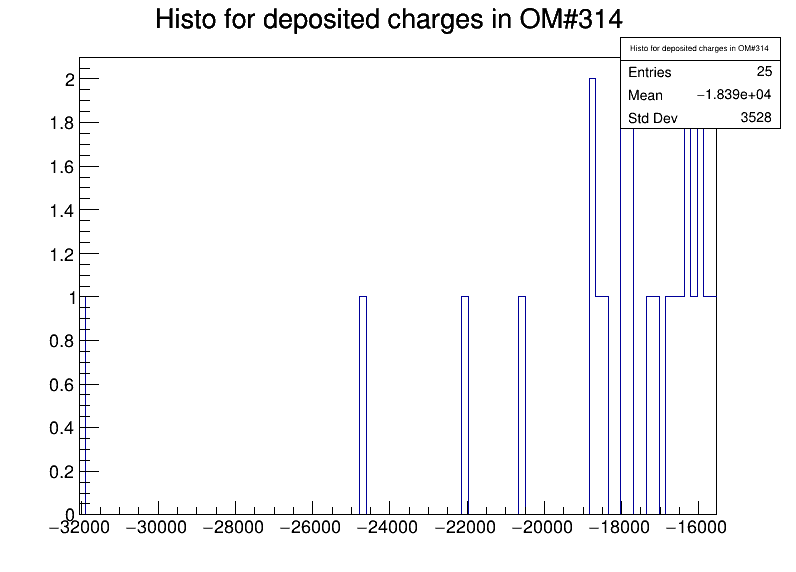 Histo for deposited charges in OM#314
Histo for deposited charges in OM#314
Entries 25
Mean −1.839e+04
Std Dev 3528
2
1.8
1.6
1.4
1.2
1
0.8
0.6
0.4
0.2
0
−32000 −30000 −28000 −26000 −24000 −22000 −20000 −18000 −16000